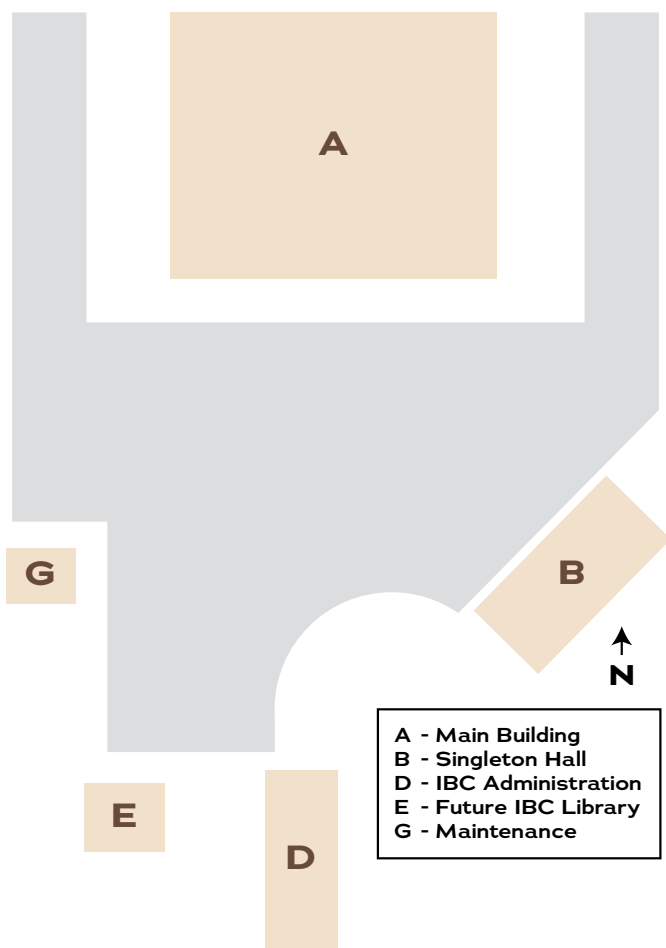 A
G
B
N
E
D
A - Main Building
B - Singleton Hall
D - IBC Administration
E - Future IBC Library
G - Maintenance